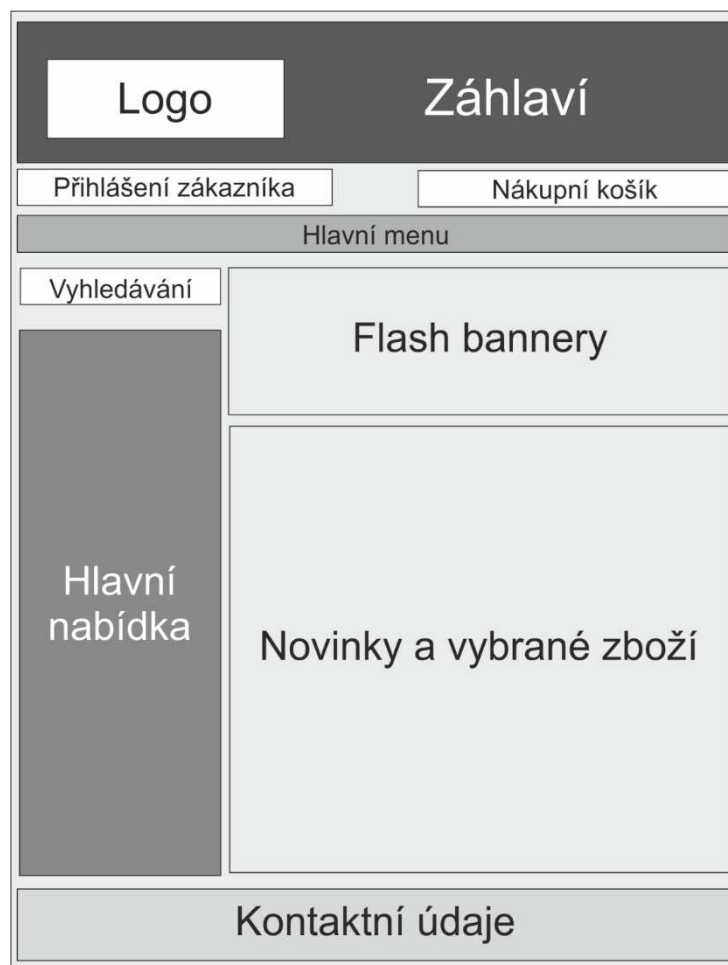 Logo
Záhlaví
Přihlášení zákazníka
Nákupní košík
Hlavní menu
Vyhledávání
Flash bannery
Hlavní
nabídka
Novinky a vybrané zboží
Kontaktní údaje